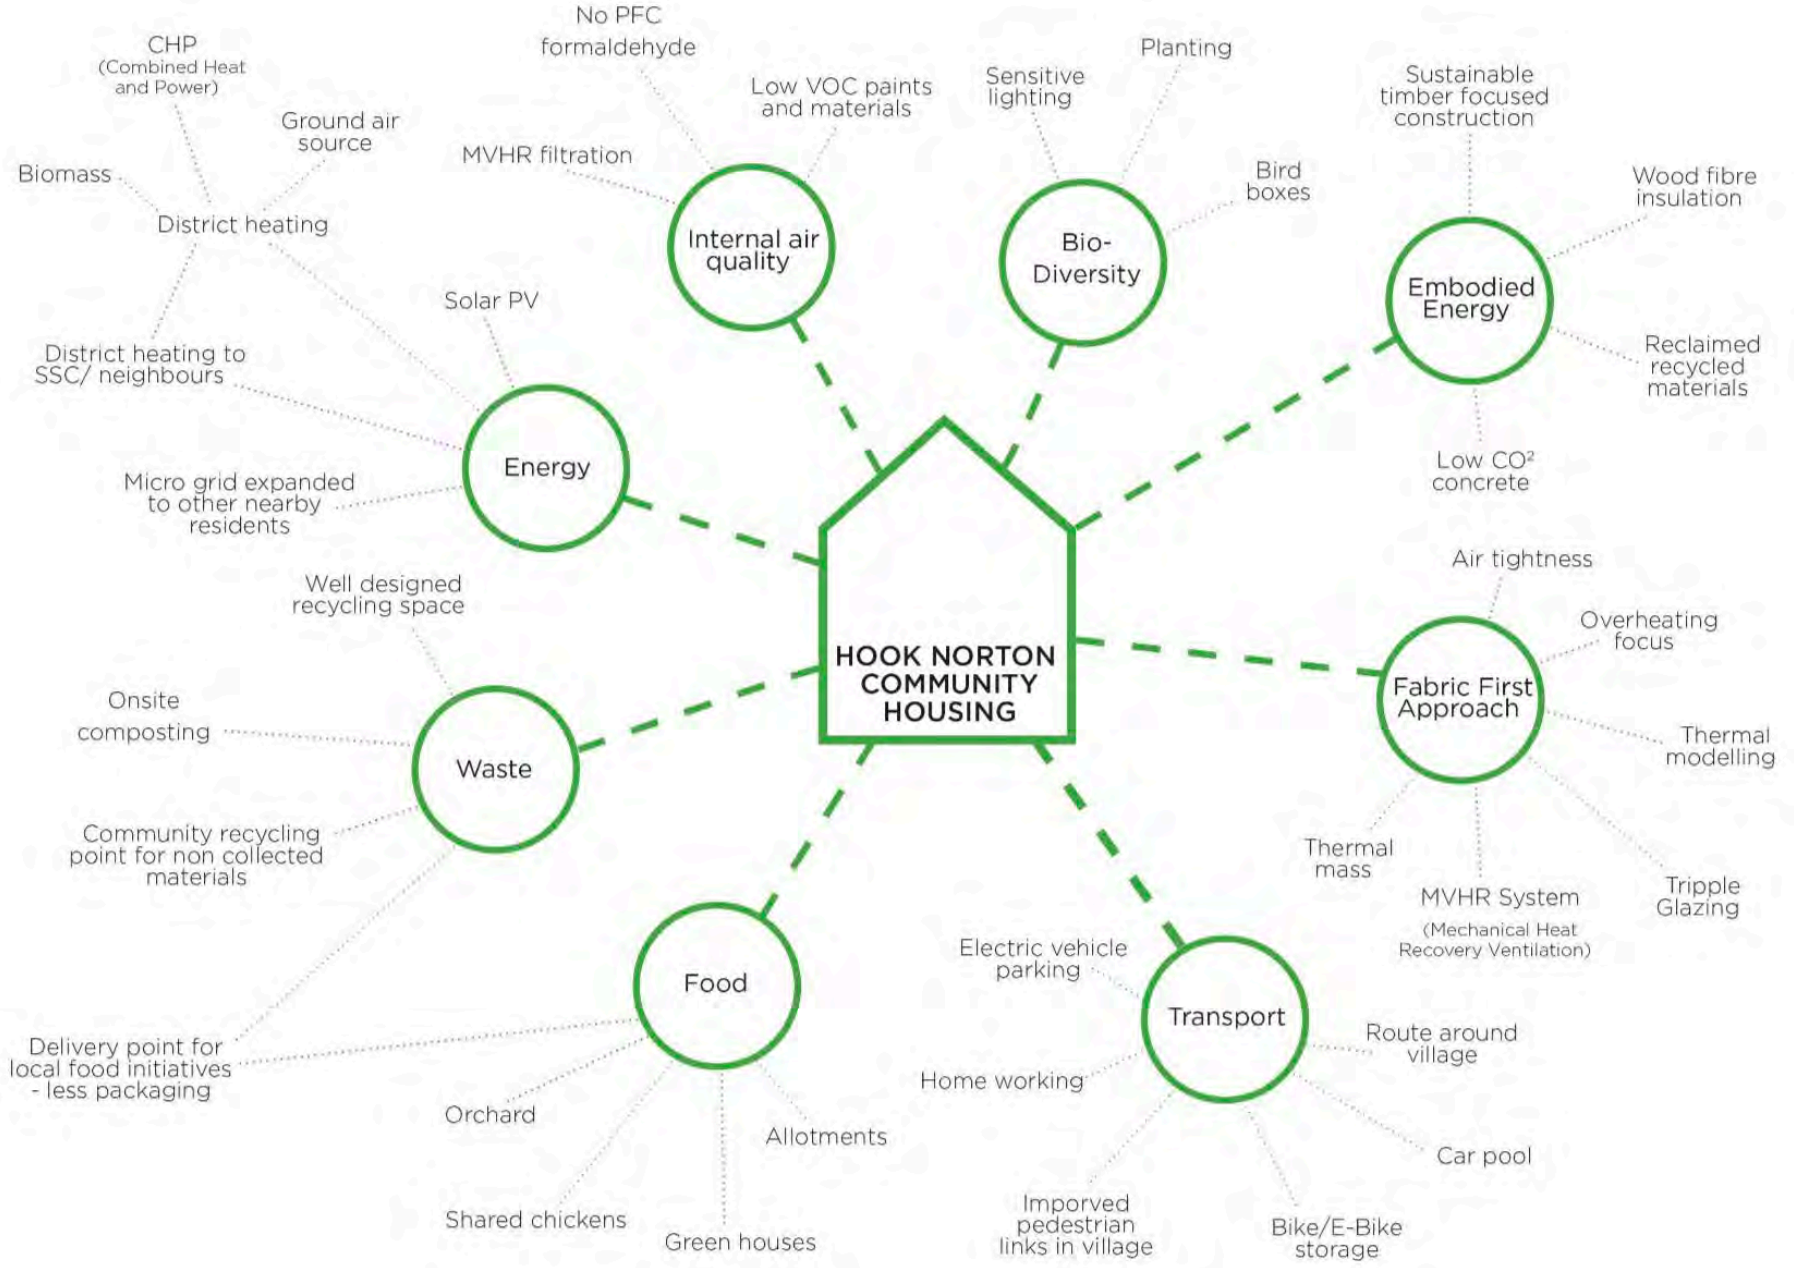 No PFC
formaldehyde
CHP
(Combined Heat
and Power)
Ground air
source
Biomass
District heating
District heating to
SSC/ neighbours
Solar PV
Micro grid expanded
to other nearby
residents
Energy
MVHR filtration
Low VOC paints
and materials
Internal air
quality
Sensitive
lighting
Planting
Bird
boxes
Bio-
Diversity
Sustainable
timber focused
construction
Wood fibre
insulation
Embodied
Energy
Reclaimed
recycled
materials
Low CO²
concrete
HOOK NORTON
COMMUNITY
HOUSING
Air tightness
Overheating
focus
Fabric First
Approach
Thermal
modelling
Thermal
mass
MVHR System
(Mechanical Heat
Recovery Ventilation)
Tripple
Glazing
Well designed
recycling space
Onsite
composting
Waste
Community recycling
point for non collected
materials
Delivery point for
local food initiatives
- less packaging
Food
Orchard
Allotments
Shared chickens
Green houses
Electric vehicle
parking
Transport
Route around
village
Home working
Car pool
Imporved
pedestrian
links in village
Bike/E-Bike
storage